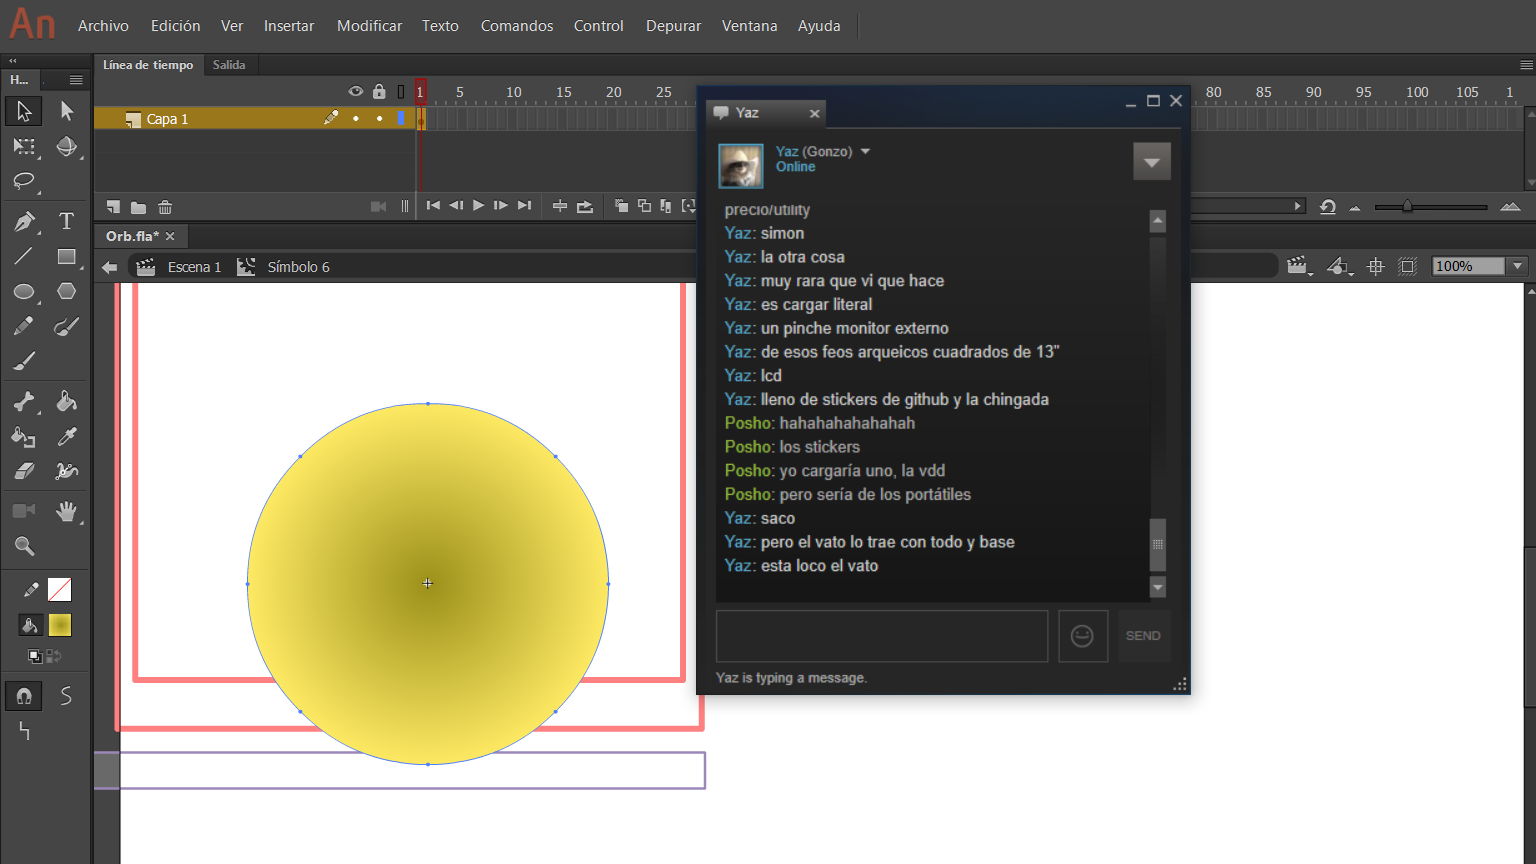 An
Archivo Edición Ver Insertar Modificar Texto Comandos Control Depurar Ventana Ayuda
H...
Línea de tiempo Salida
1 5 10 15 20 25 80 85 90 95 100 105 1
Capa 1
Orb.fla*
Escena 1 Símbolo 6
100%
T
Yaz
Yaz (Gonzo)
Online
precio/utility
Yaz: simon
Yaz: la otra cosa
Yaz: muy rara que vi que hace
Yaz: es cargar literal
Yaz: un pinche monitor externo
Yaz: de esos feos arqueicos cuadrados de 13"
Yaz: lcd
Yaz: lleno de stickers de github y la chingada
Posho: hahahahahahahah
Posho: los stickers
Posho: yo cargaría uno, la vdd
Posho: pero sería de los portátiles
Yaz: saco
Yaz: pero el vato lo trae con todo y base
Yaz: esta loco el vato
SEND
Yaz is typing a message.